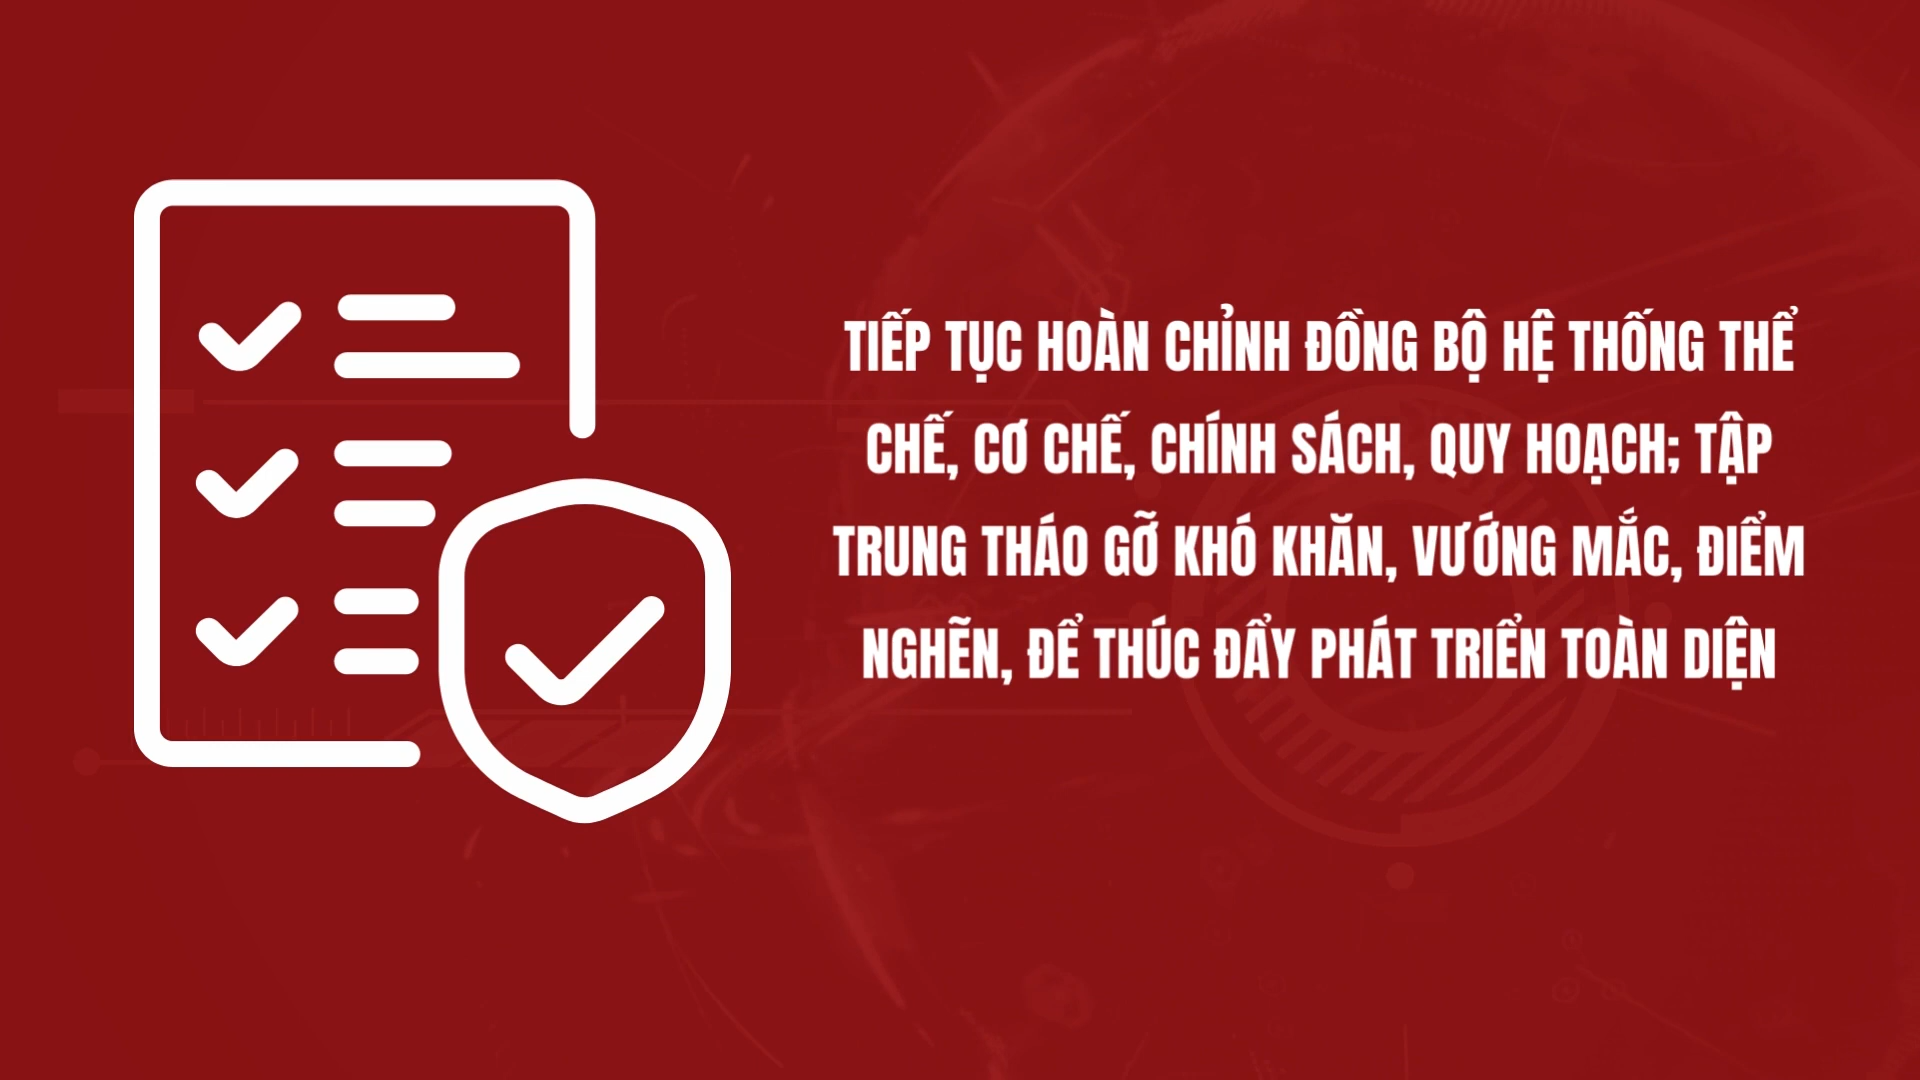 TIẾP TỤC HOÀN CHỈNH ĐỒNG BỘ HỆ THỐNG THỂ
CHẾ, CƠ CHẾ, CHÍNH SÁCH, QUY HOẠCH; TẬP
TRUNG THÁO GỠ KHÓ KHĂN, VƯỚNG MẮC, ĐIỂM
NGHẼN, ĐỂ THÚC ĐẨY PHÁT TRIỂN TOÀN DIỆN